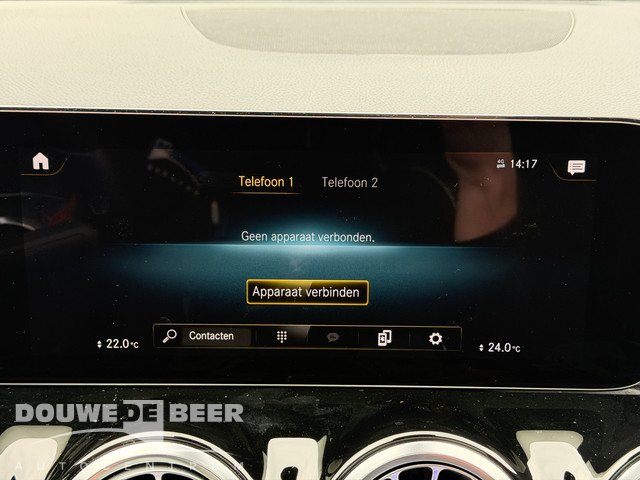 4G 14:17
Telefoon 1 Telefoon 2
Geen apparaat verbonden.
Apparaat verbinden
Contacten
22.0°C
24.0°C
DOUWE DE BEER
AUTOCENTRUM